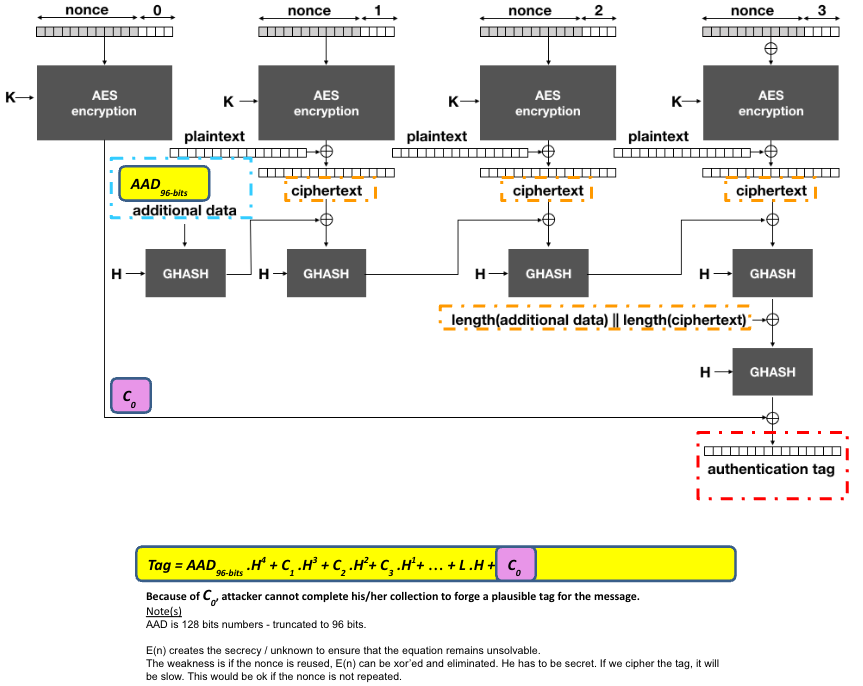 nonce 0 nonce 1 nonce 2 nonce 3
K AES encryption K AES encryption K AES encryption K AES encryption
plaintext plaintext plaintext
AAD96-bits
ciphertext ciphertext ciphertext
additional data
H GHASH H GHASH H GHASH H GHASH
length(additional data) || length(ciphertext)
H GHASH
C0
authentication tag
Tag = AAD96-bits .H4 + C1 .H3 + C2 .H2+ C3 .H1+ … + L .H + C0
Because of C0, attacker cannot complete his/her collection to forge a plausible tag for the message.
Note(s)
AAD is 128 bits numbers - truncated to 96 bits.
E(n) creates the secrecy / unknown to ensure that the equation remains unsolvable.
The weakness is if the nonce is reused, E(n) can be xor’ed and eliminated. He has to be secret. If we cipher the tag, it will
be slow. This would be ok if the nonce is not repeated.